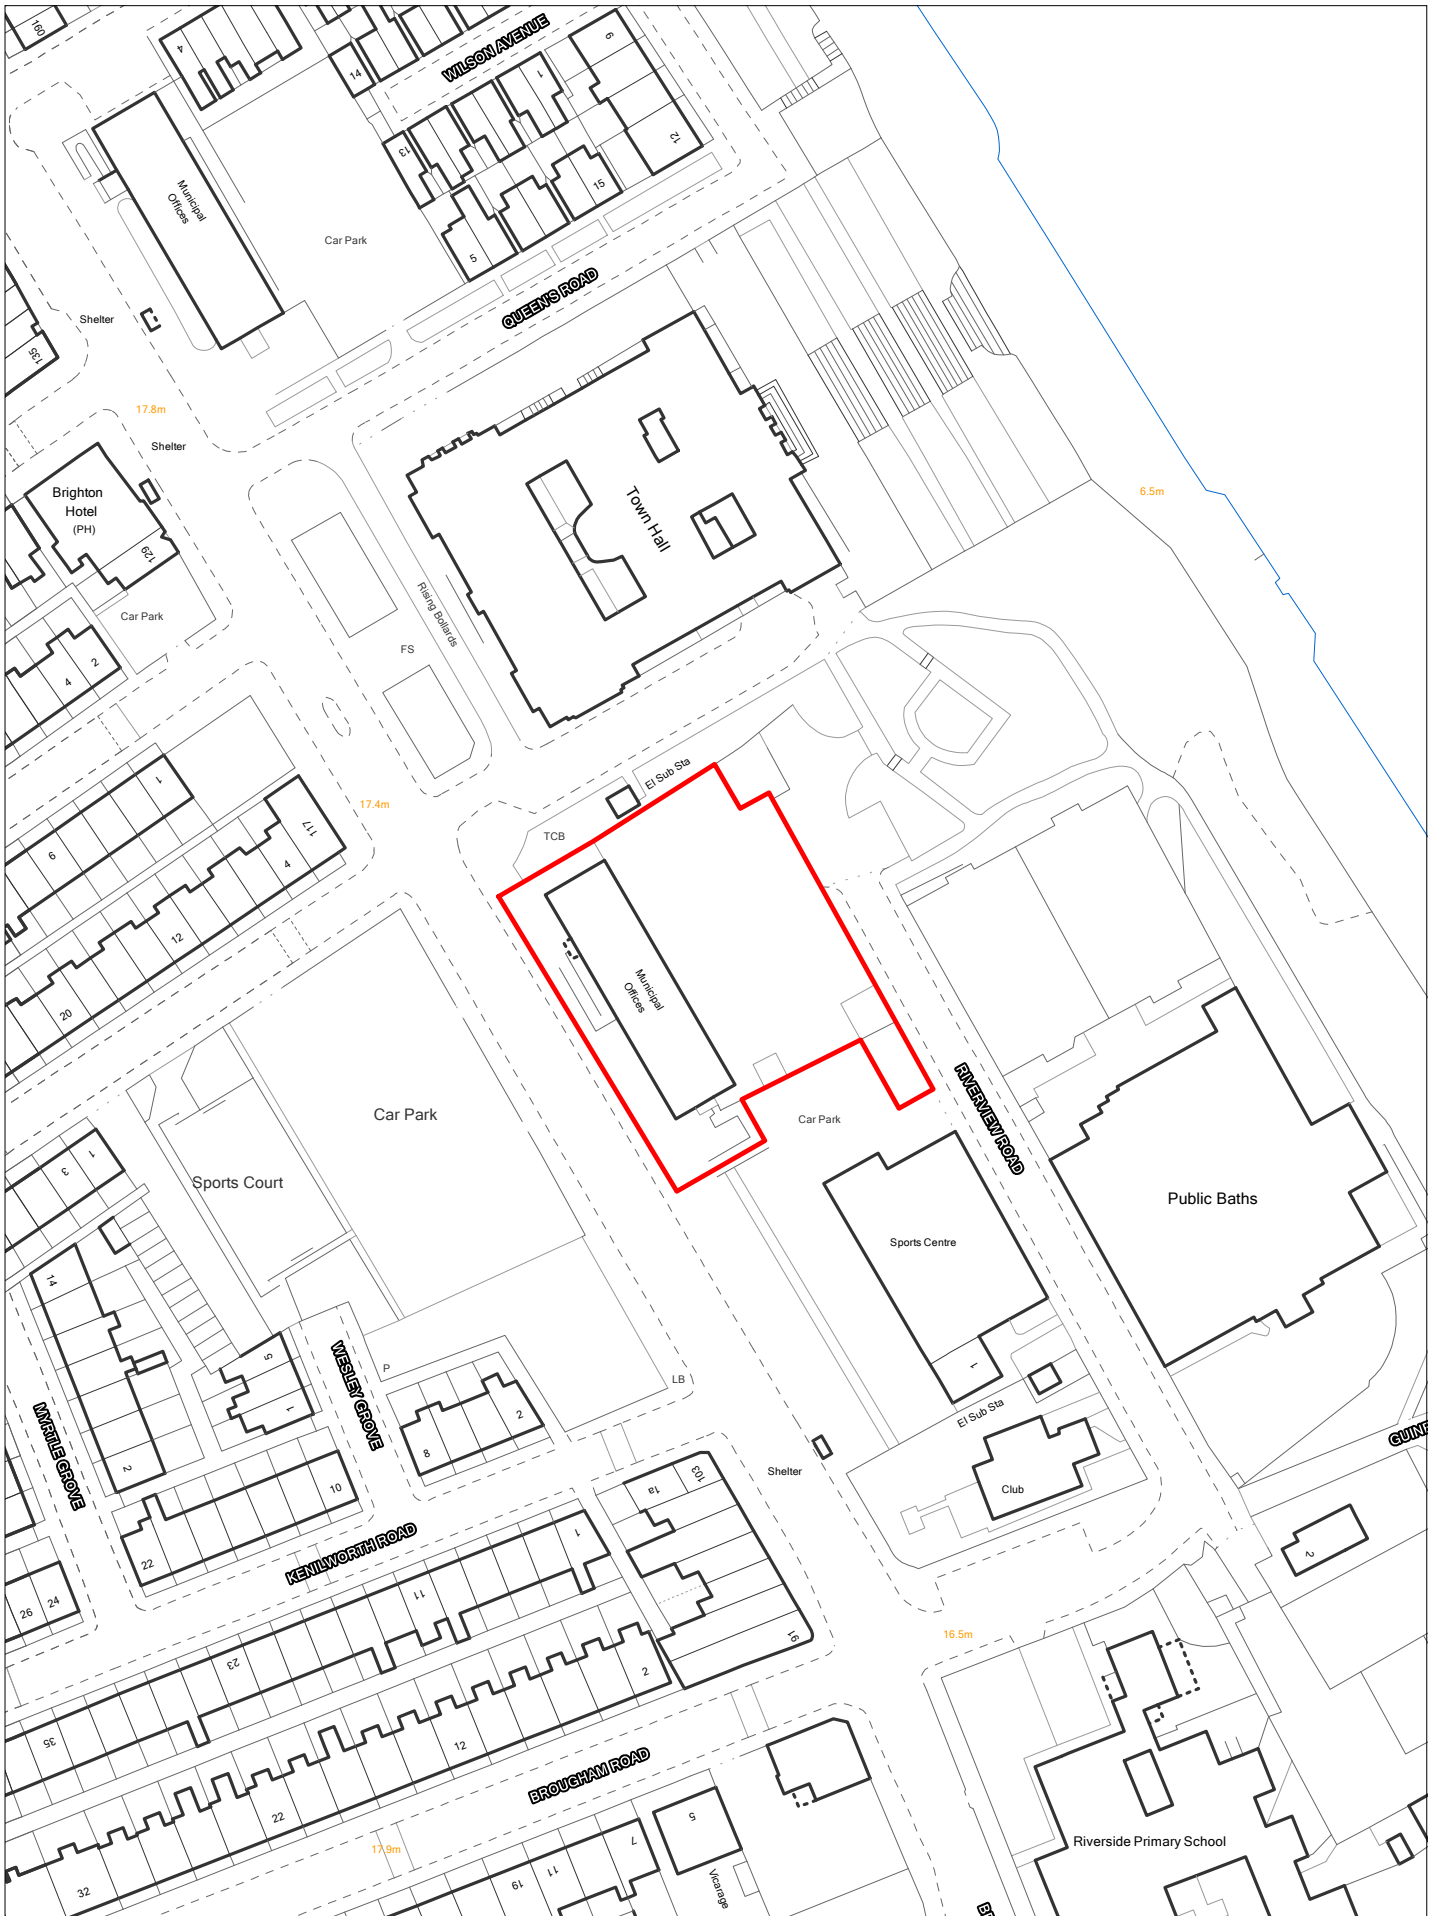 160
4
14
WILSON AVENUE
1
9
13
12
15
5
Municipal
Offices
Car Park
QUEEN'S ROAD
Shelter
135
17.8m
Shelter
Brighton
Hotel
(PH)
129
Car Park
Town Hall
6.5m
Rising Bollards
FS
2
4
1
6
17.4m
117
4
12
20
El Sub Sta
TCB
Municipal
Offices
RIVERVIEW ROAD
Car Park
Car Park
Sports Court
Public Baths
Sports Centre
1
3
14
5
1
2
P
WESLEY GROVE
MYRTLE GROVE
LB
2
8
1
El Sub Sta
Club
Shelter
103
1a
10
22
KENILWORTH ROAD
1
11
23
35
26
24
91
2
2
16.5m
12
22
32
BROUGHAM ROAD
17.9m
5
7
11
19
Vicarage
Riverside Primary School